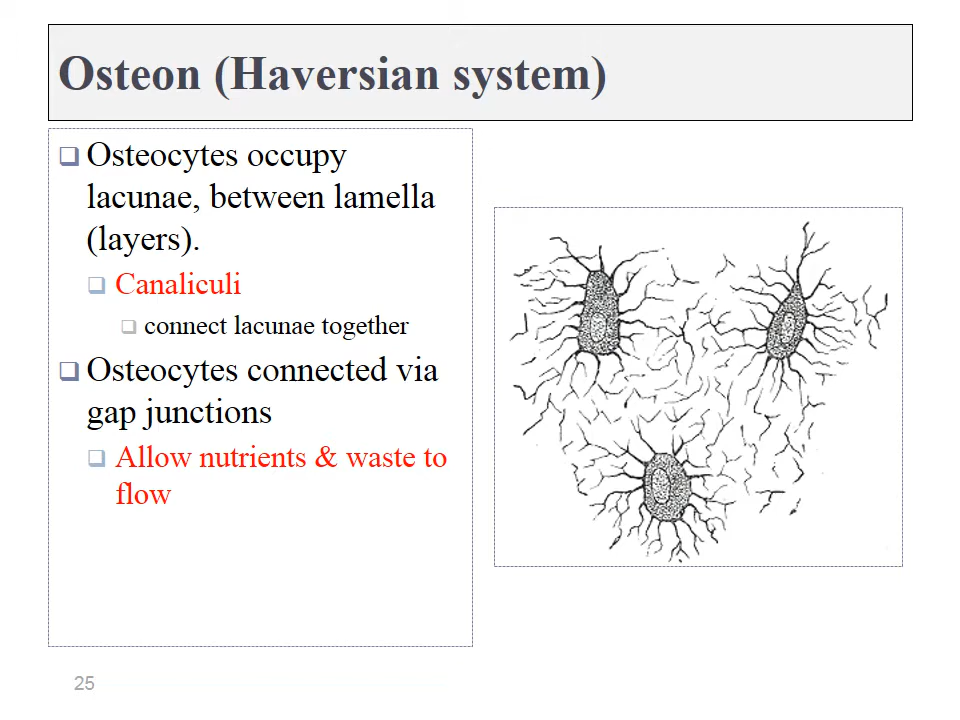 Osteon (Haversian system)
Osteocytes occupy
lacunae, between lamella
(layers).
Canaliculi
connect lacunae together
Osteocytes connected via
gap junctions
Allow nutrients & waste to
flow
25